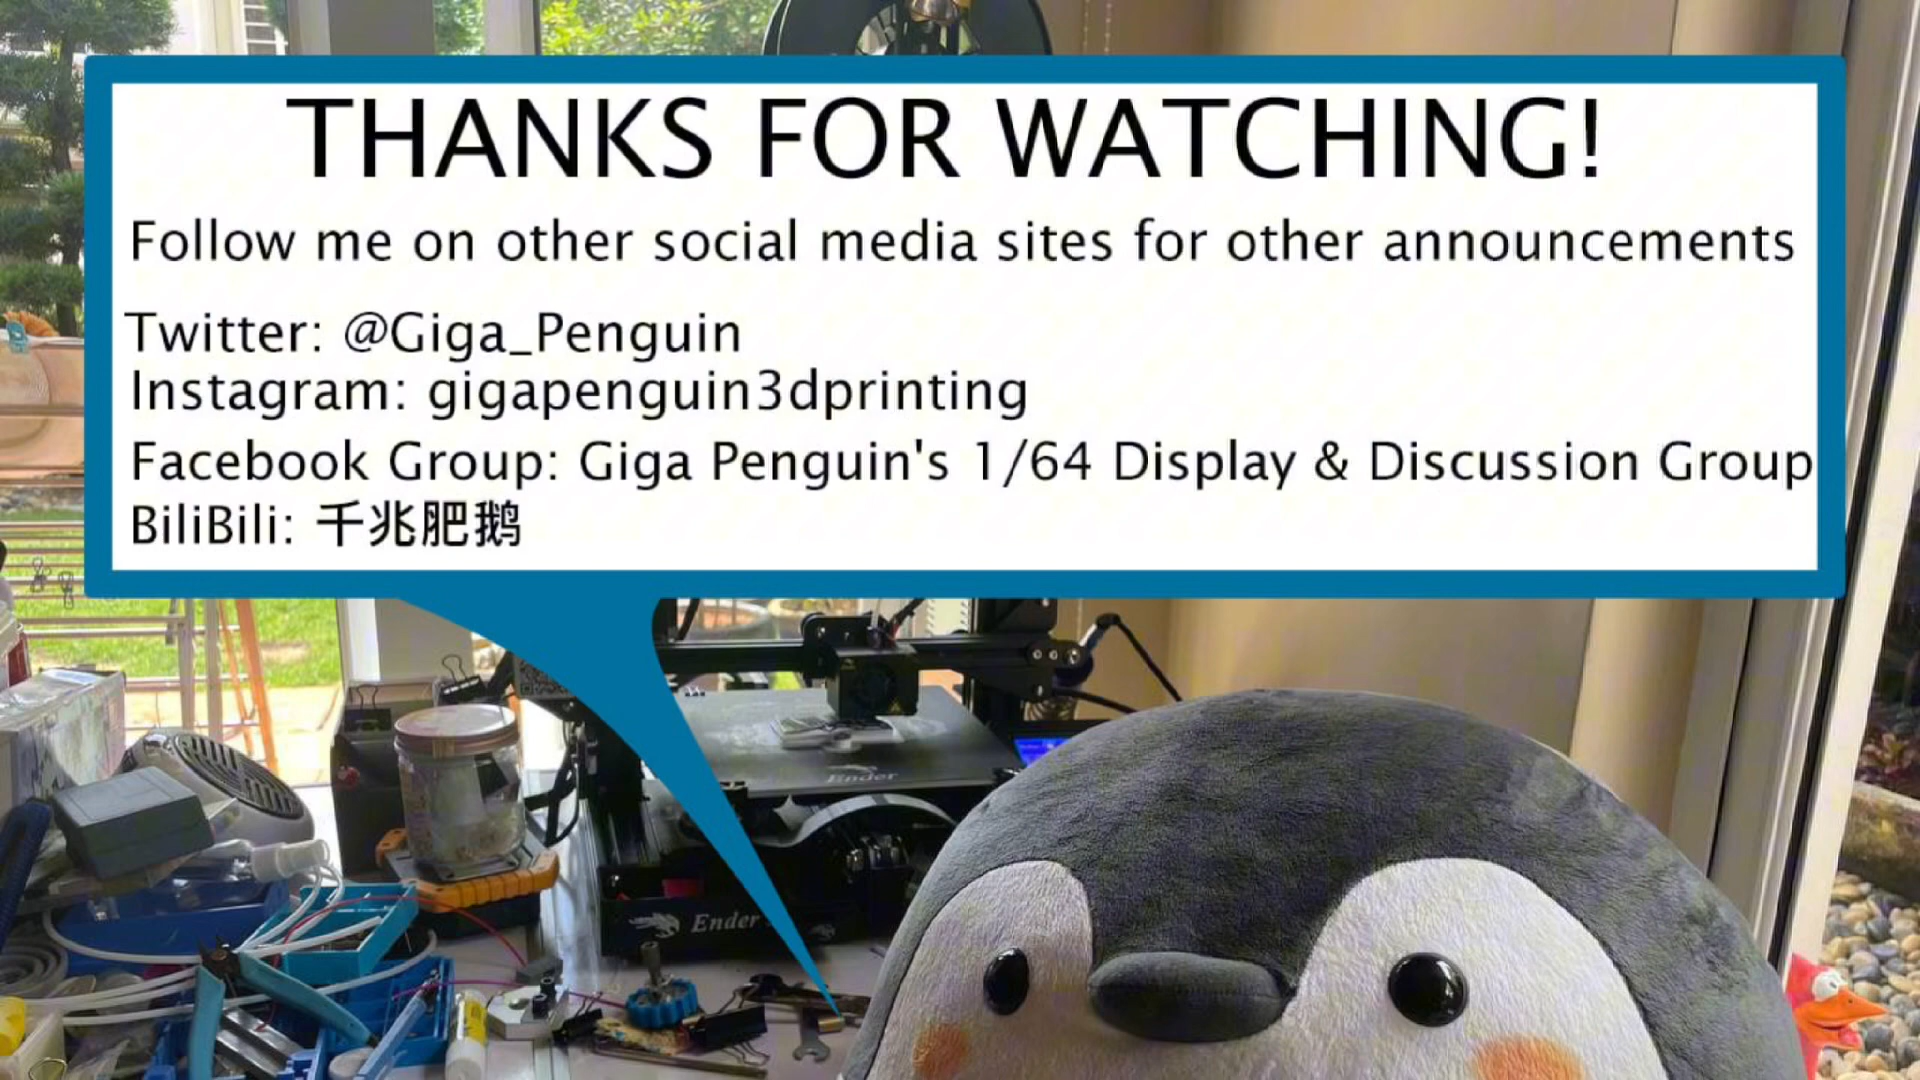 THANKS FOR WATCHING!
Follow me on other social media sites for other announcements
Twitter: @Giga_Penguin
Instagram: gigapenguin3dprinting
Facebook Group: Giga Penguin's 1/64 Display & Discussion Group
BiliBili: 千兆肥鹅
Ender
Ender